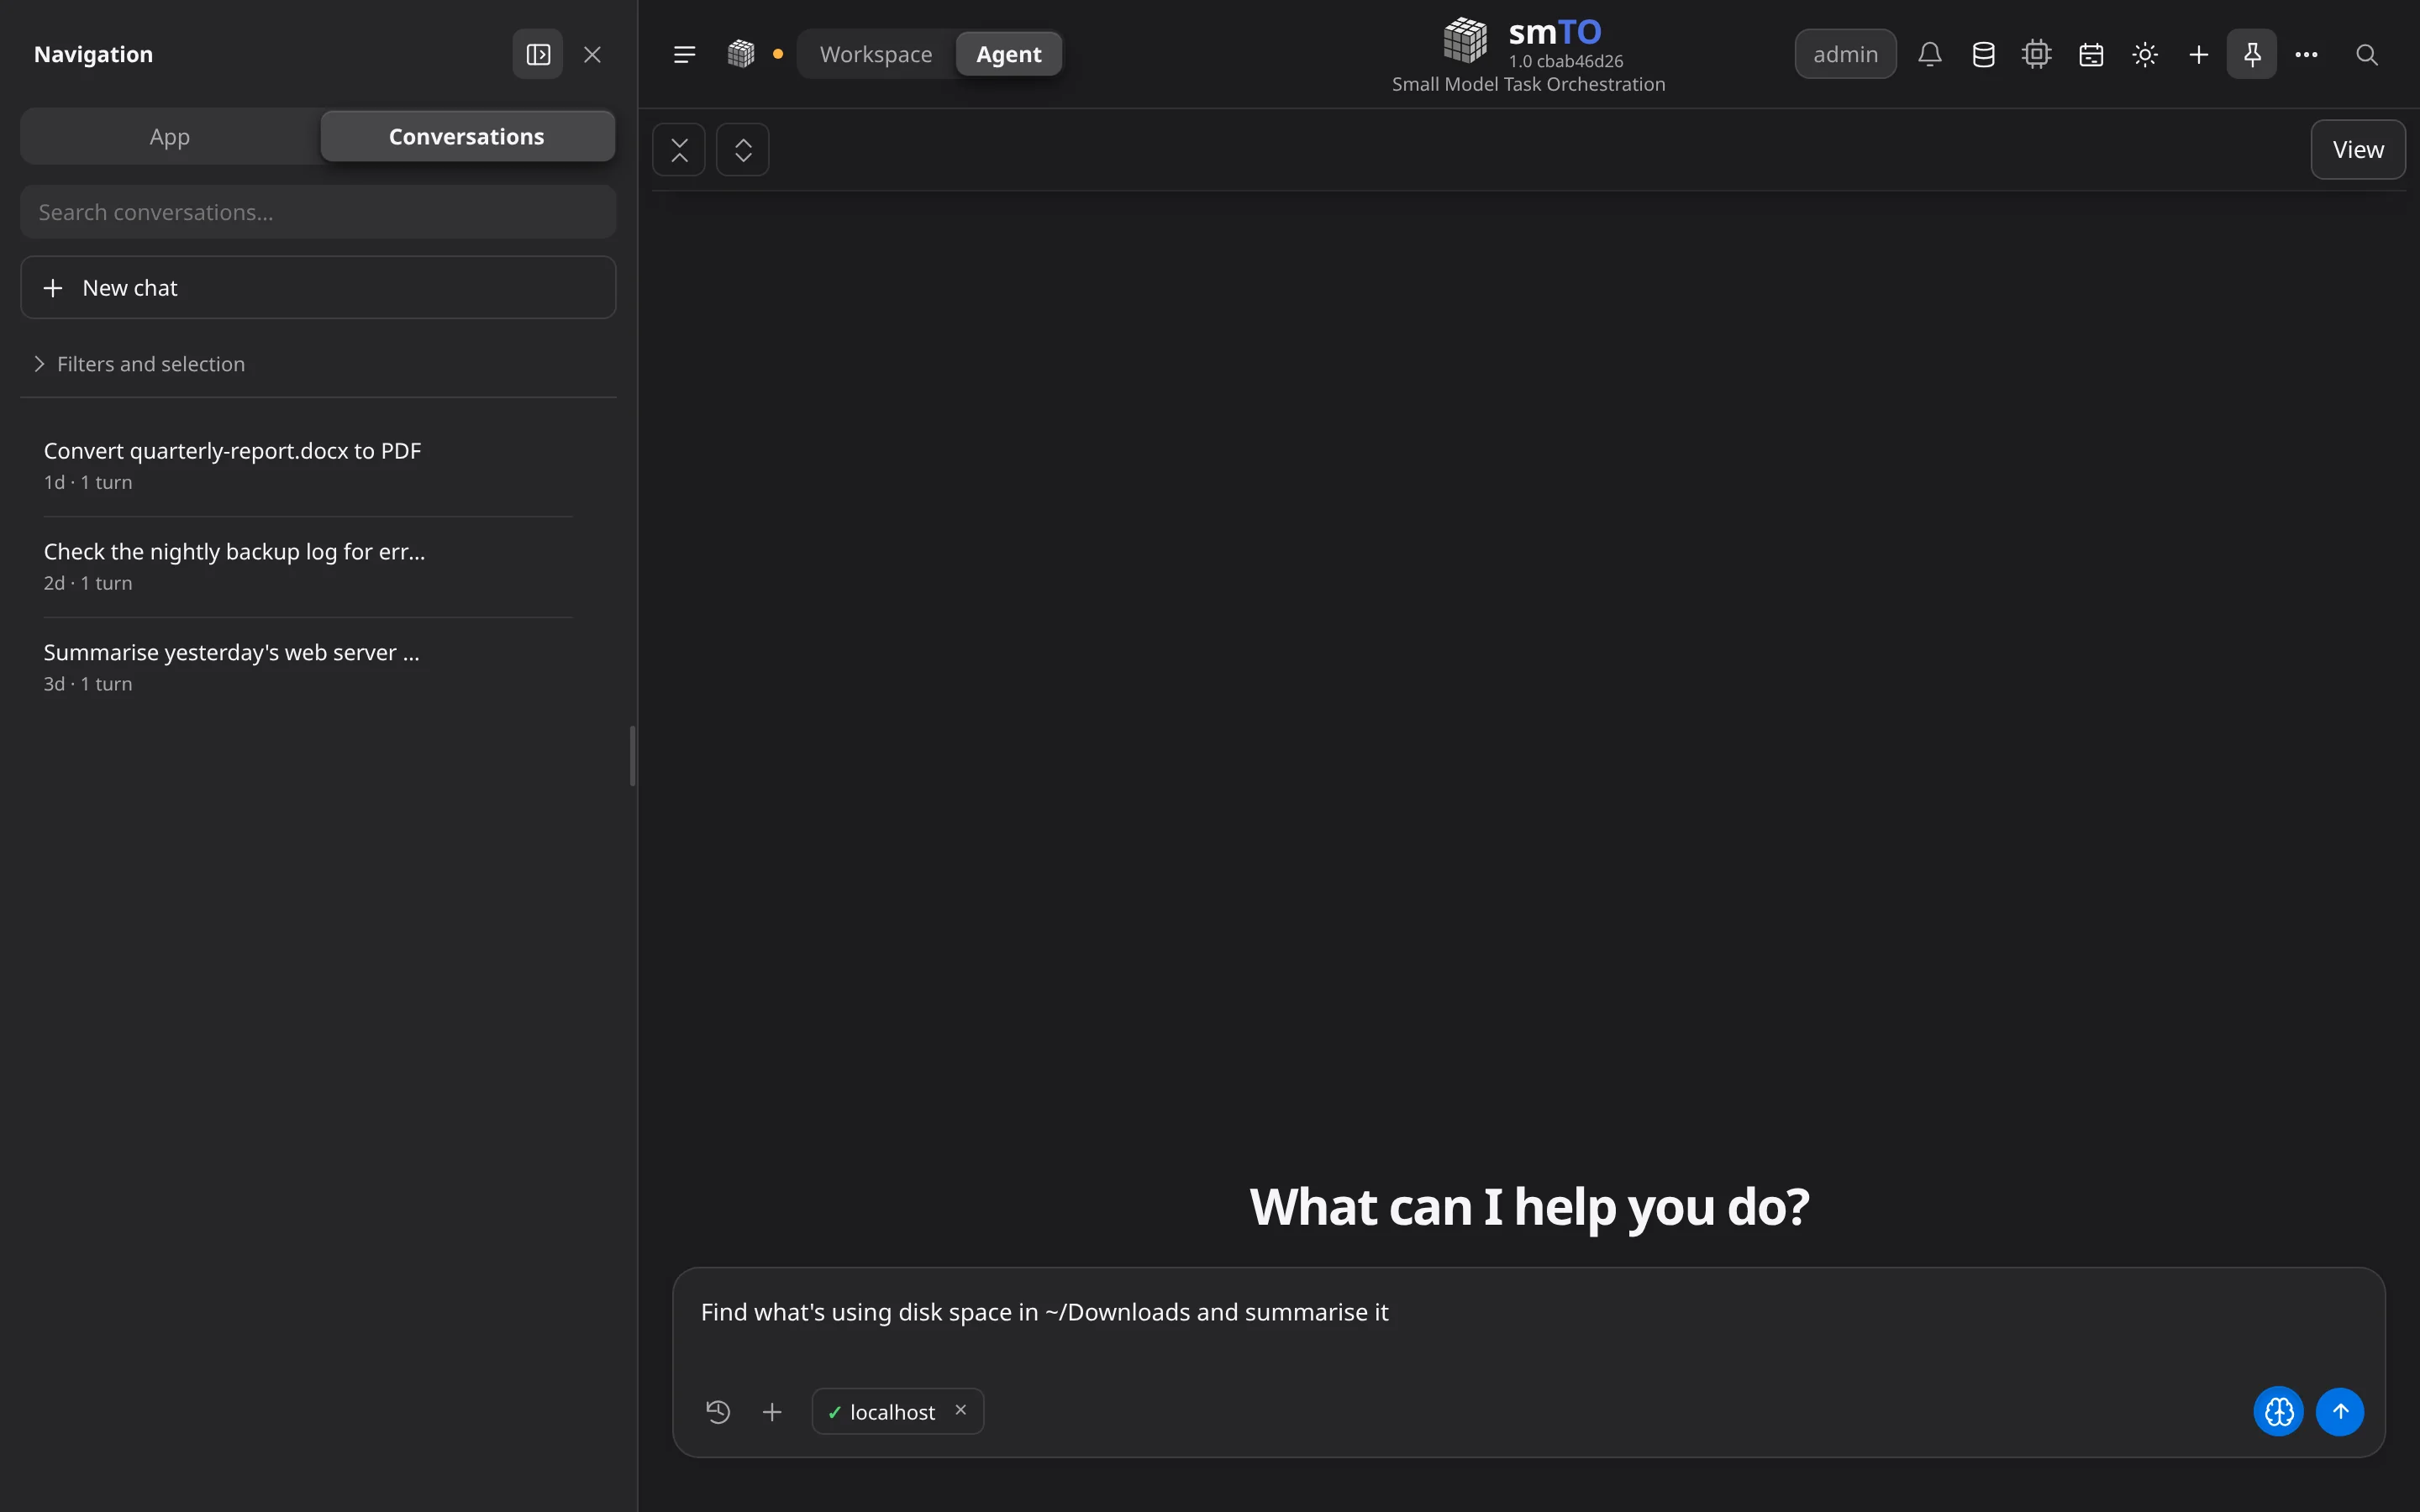 Navigation
App
Conversations
Search conversations...
New chat
Filters and selection
Convert quarterly-report.docx to PDF
1d · 1 turn
Check the nightly backup log for err...
2d · 1 turn
Summarise yesterday's web server ...
3d · 1 turn
Workspace
Agent
smTO
1.0 cbab46d26
Small Model Task Orchestration
admin
View
What can I help you do?
Find what's using disk space in ~/Downloads and summarise it
✓ localhost ×